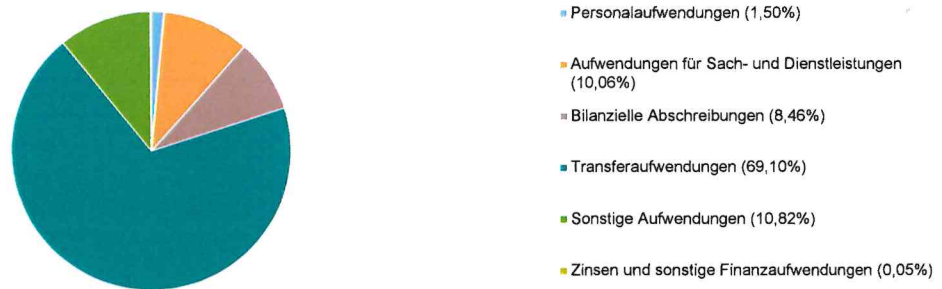 Personalaufwendungen (1,50%)
Aufwendungen für Sach- und Dienstleistungen
(10,06%)
Bilanzielle Abschreibungen (8,46%)
Transferaufwendungen (69,10%)
Sonstige Aufwendungen (10,82%)
Zinsen und sonstige Finanzaufwendungen (0,05%)